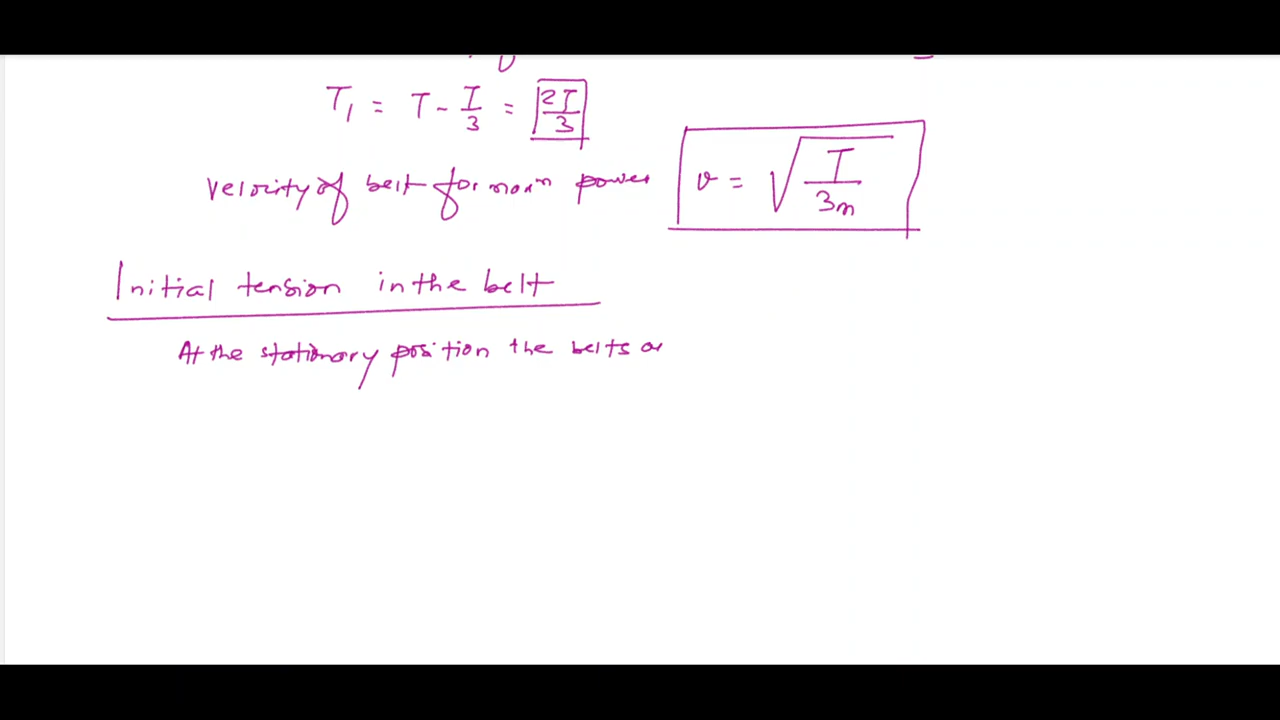 T₁ = T - T/3 = 2T/3
velocity of belt for maxm power v = √(T/3m)
Initial tension in the belt
At the stationary position the belts ar